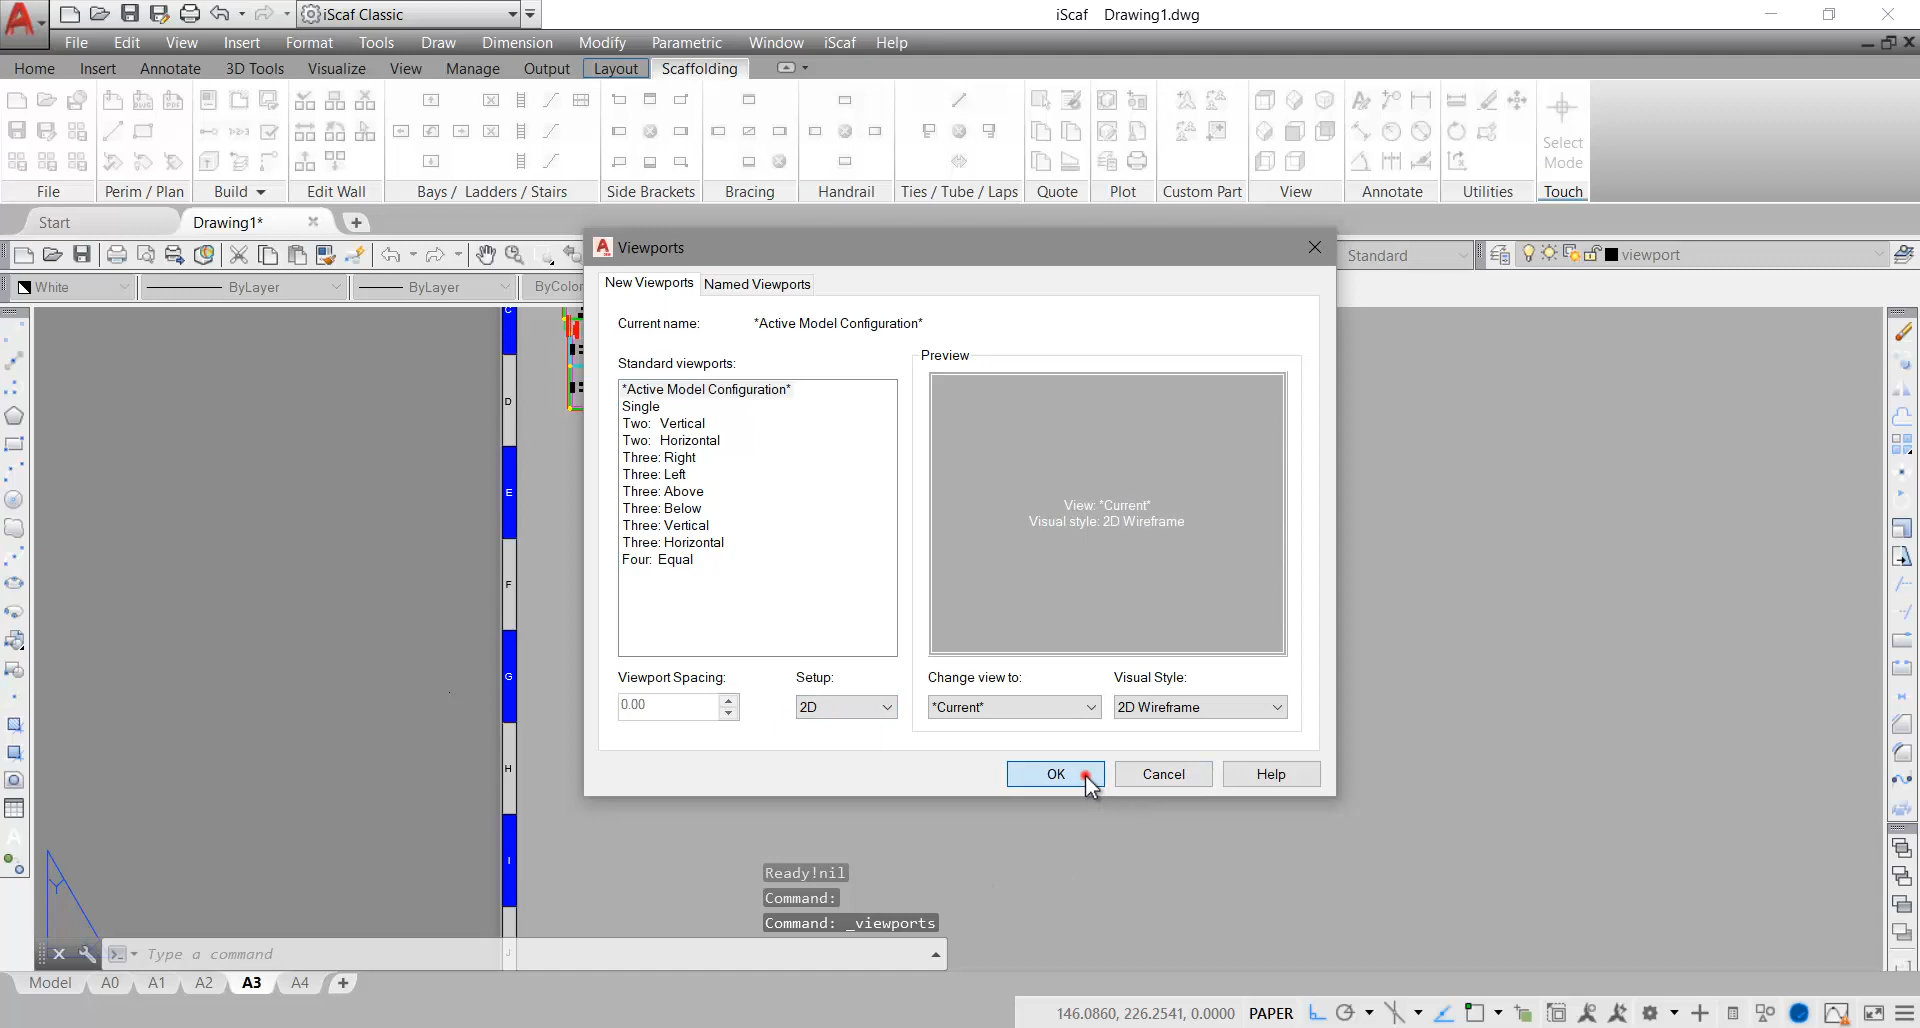 iScaf Classic
iScaf Drawing1.dwg
File Edit View Insert Format Tools Draw Dimension Modify Parametric Window iScaf Help
Home Insert Annotate 3D Tools Visualize View Manage Output Layout Scaffolding
Select
Mode
File Perim / Plan Build Edit Wall Bays / Ladders / Stairs Side Brackets Bracing Handrail Ties / Tube / Laps Quote Plot Custom Part View Annotate Utilities Touch
Start Drawing1*
Standard viewport
White ByLayer ByLayer ByColor
Viewports
New Viewports Named Viewports
Current name: *Active Model Configuration*
Standard viewports:
*Active Model Configuration*
Single
Two: Vertical
Two: Horizontal
Three: Right
Three: Left
Three: Above
Three: Below
Three: Vertical
Three: Horizontal
Four: Equal
Preview
View: *Current*
Visual style: 2D Wireframe
Viewport Spacing: Setup: Change view to: Visual Style:
0.00 2D *Current* 2D Wireframe
OK Cancel Help
C
D
E
F
G
H
I
J
Y
Ready!nil
Command:
Command: _viewports
Type a command
Model A0 A1 A2 A3 A4
146.0860, 226.2541, 0.0000 PAPER